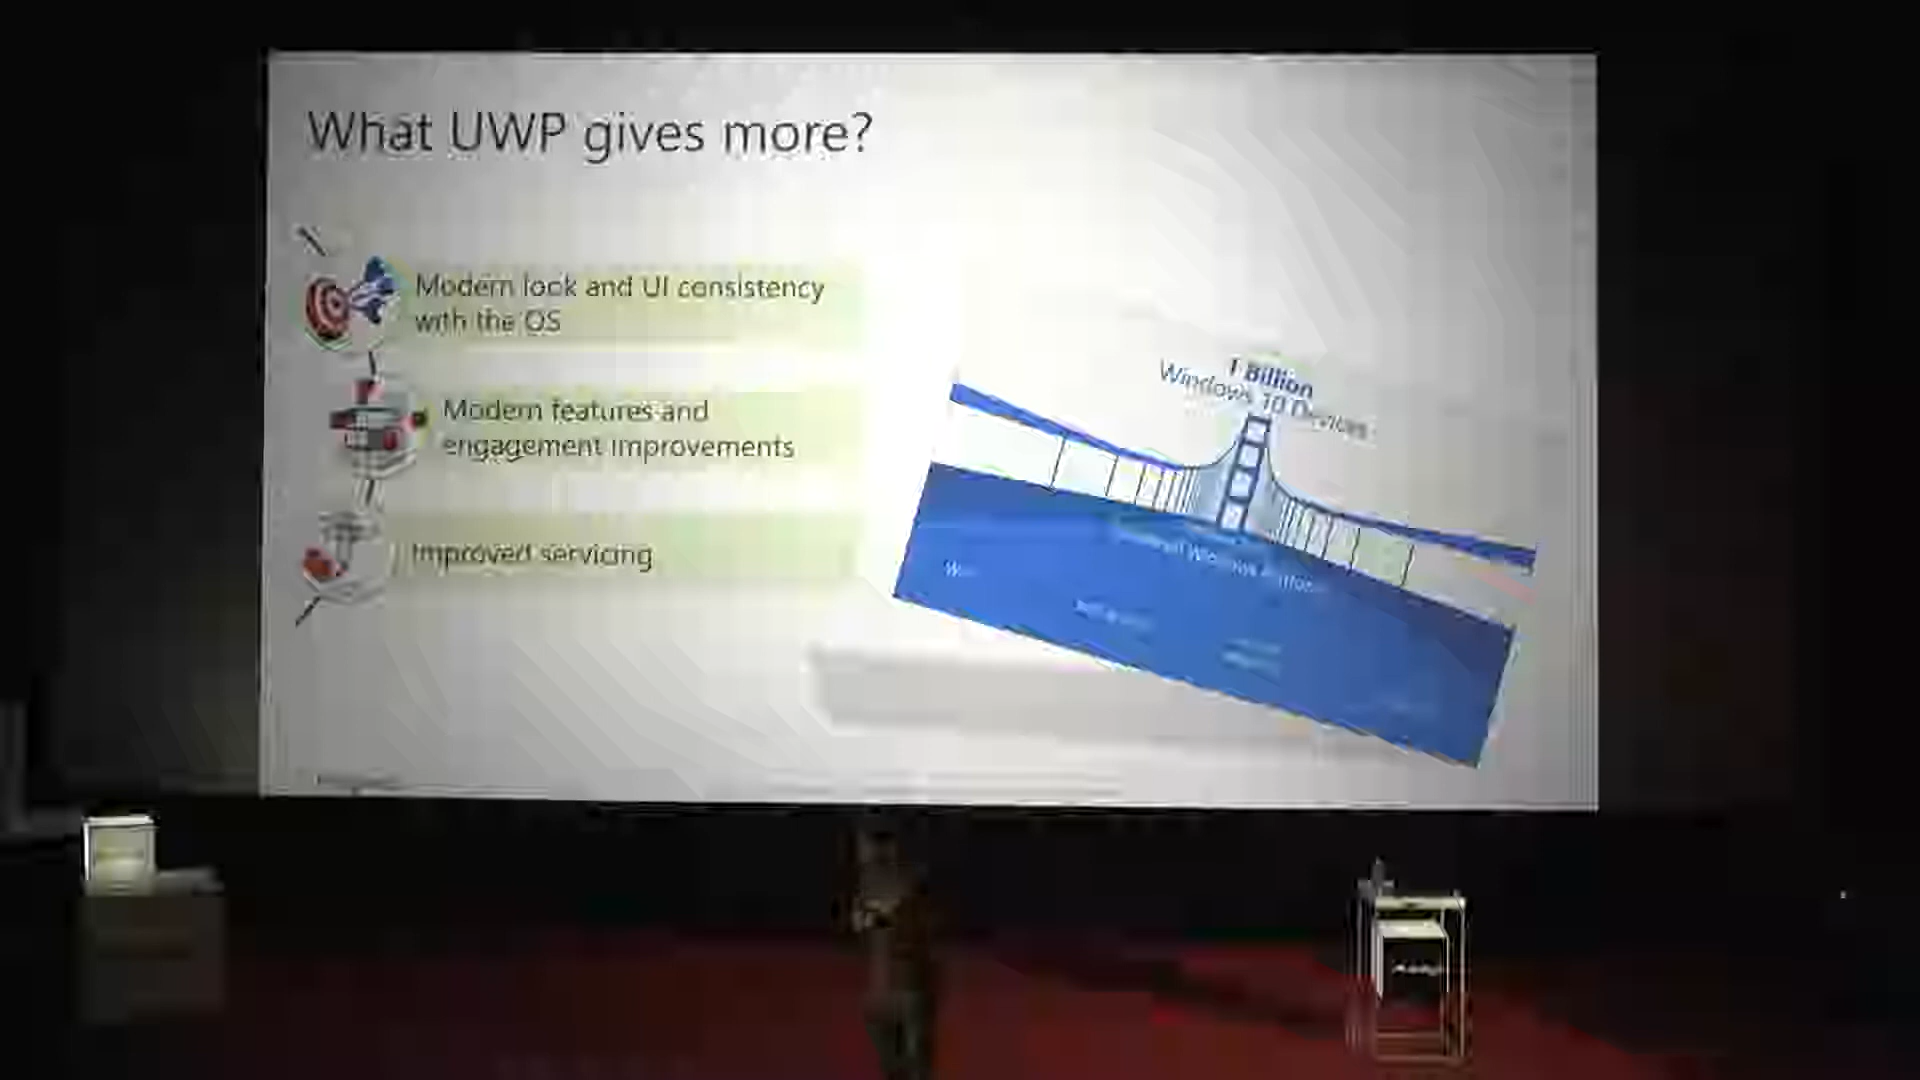 What UWP gives more?
Modern look and UI consistency
with the OS
Modern features and
engagement improvements
Improved servicing
1 Billion
Windows 10 Devices
Windows